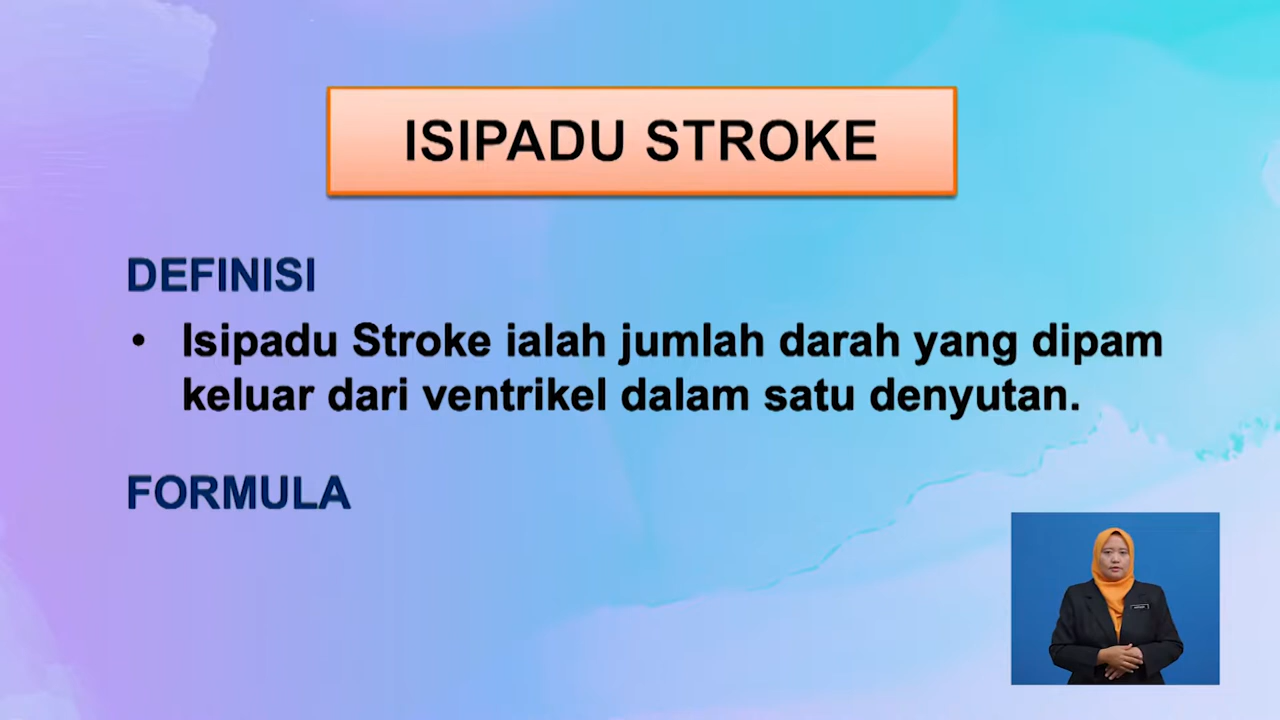 ISIPADU STROKE
DEFINISI
• Isipadu Stroke ialah jumlah darah yang dipam
keluar dari ventrikel dalam satu denyutan.
FORMULA